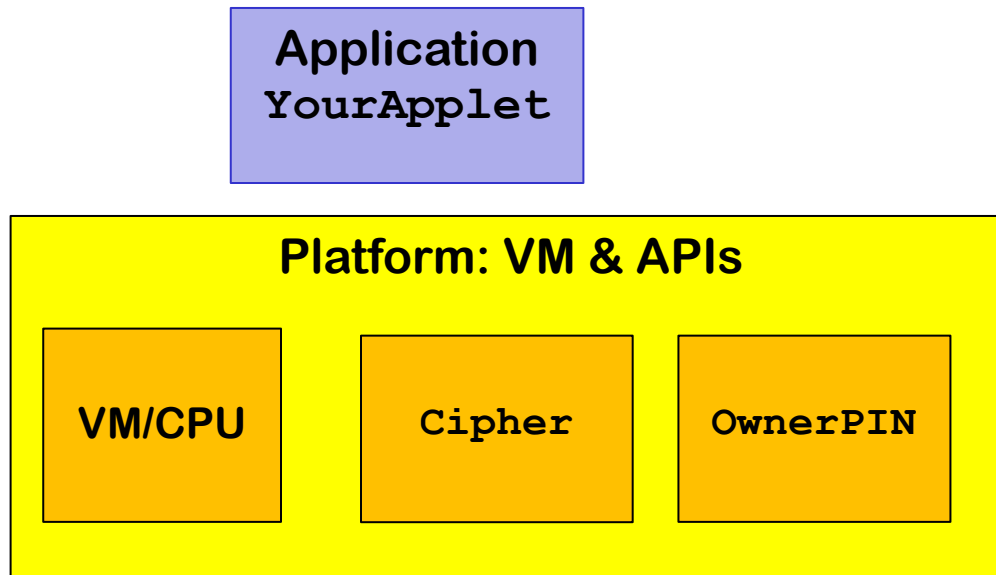 Application
YourApplet
Platform: VM & APIs
VM/CPU
Cipher
OwnerPIN